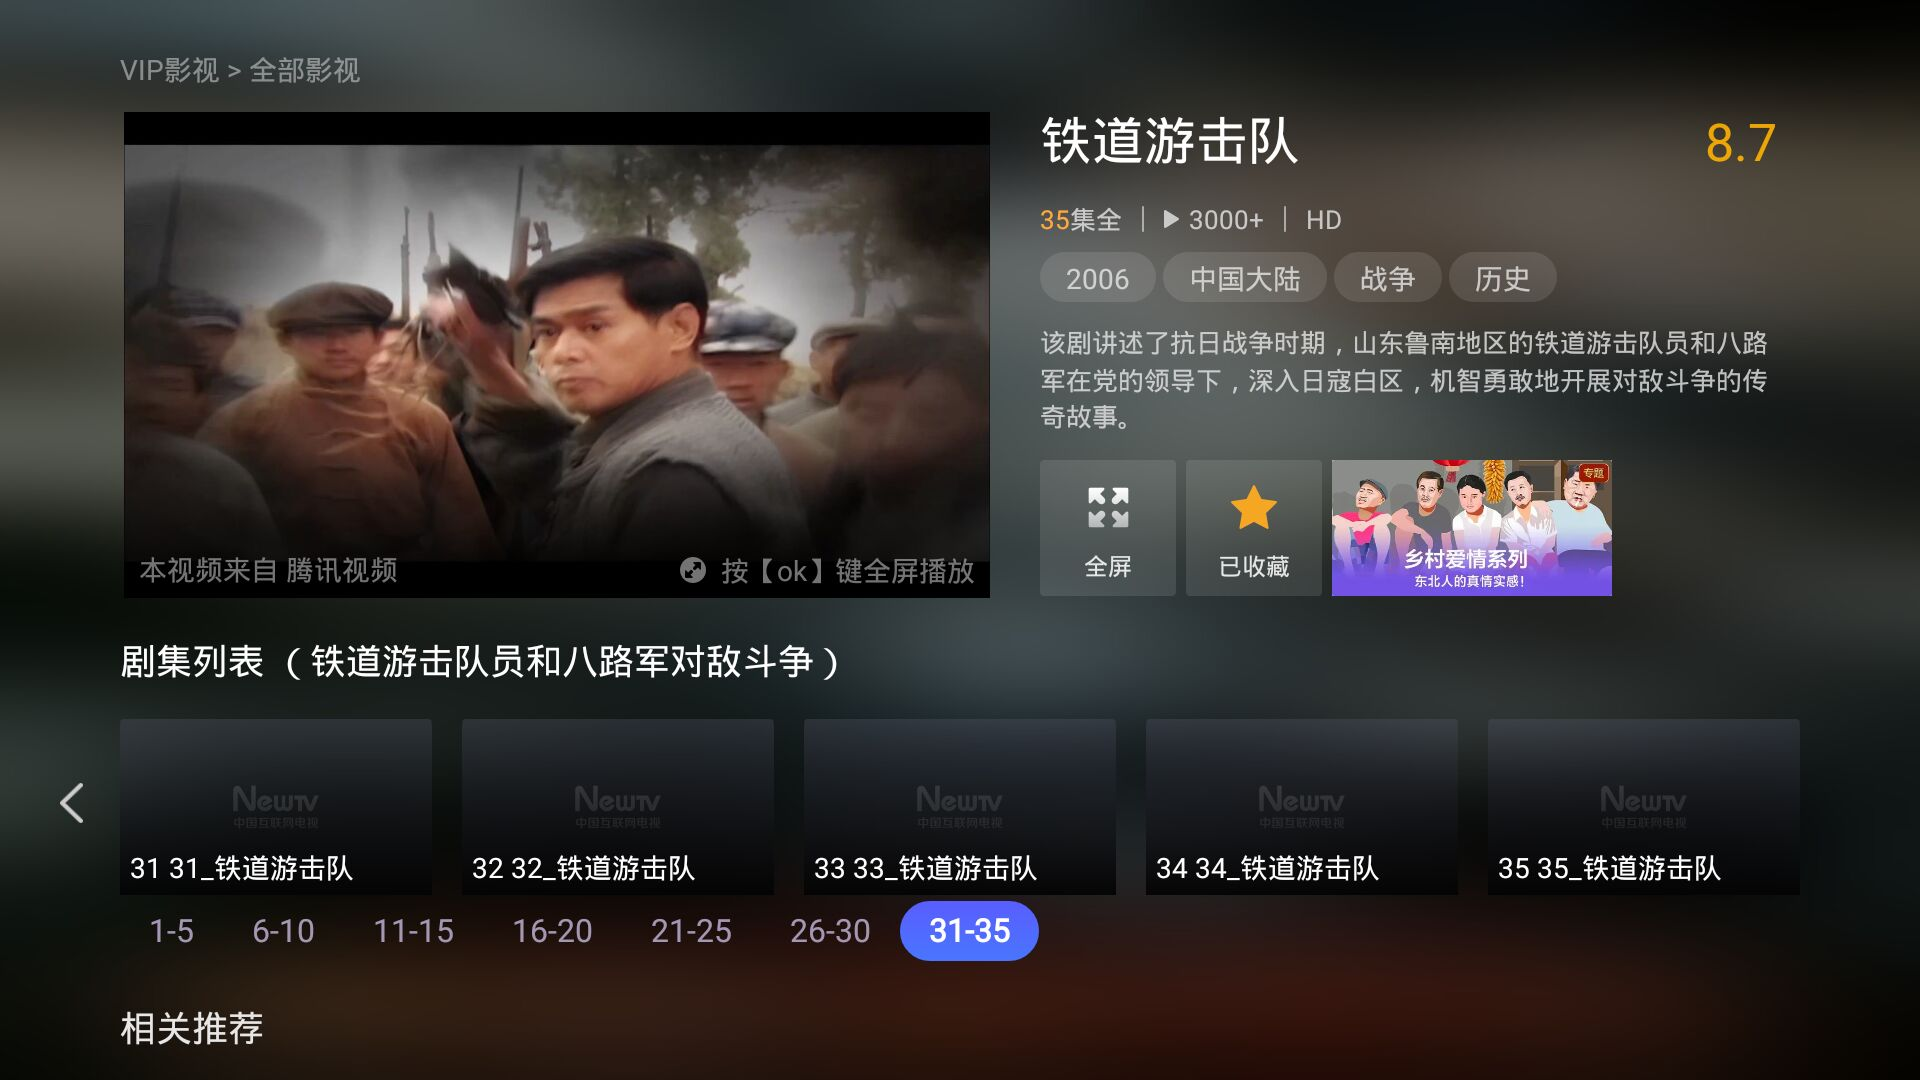 VIP影视 > 全部影视
铁道游击队
8.7
35集全 | 3000+ | HD
2006 中国大陆 战争 历史
该剧讲述了抗日战争时期，山东鲁南地区的铁道游击队员和八路
军在党的领导下，深入日寇白区，机智勇敢地开展对敌斗争的传
奇故事。
本视频来自 腾讯视频
按【ok】键全屏播放
全屏
已收藏
专题
乡村爱情系列
东北人的真情实感！
剧集列表 （铁道游击队员和八路军对敌斗争）
NewTV
中国互联网电视
31 31_铁道游击队
NewTV
中国互联网电视
32 32_铁道游击队
NewTV
中国互联网电视
33 33_铁道游击队
NewTV
中国互联网电视
34 34_铁道游击队
NewTV
中国互联网电视
35 35_铁道游击队
1-5 6-10 11-15 16-20 21-25 26-30 31-35
相关推荐